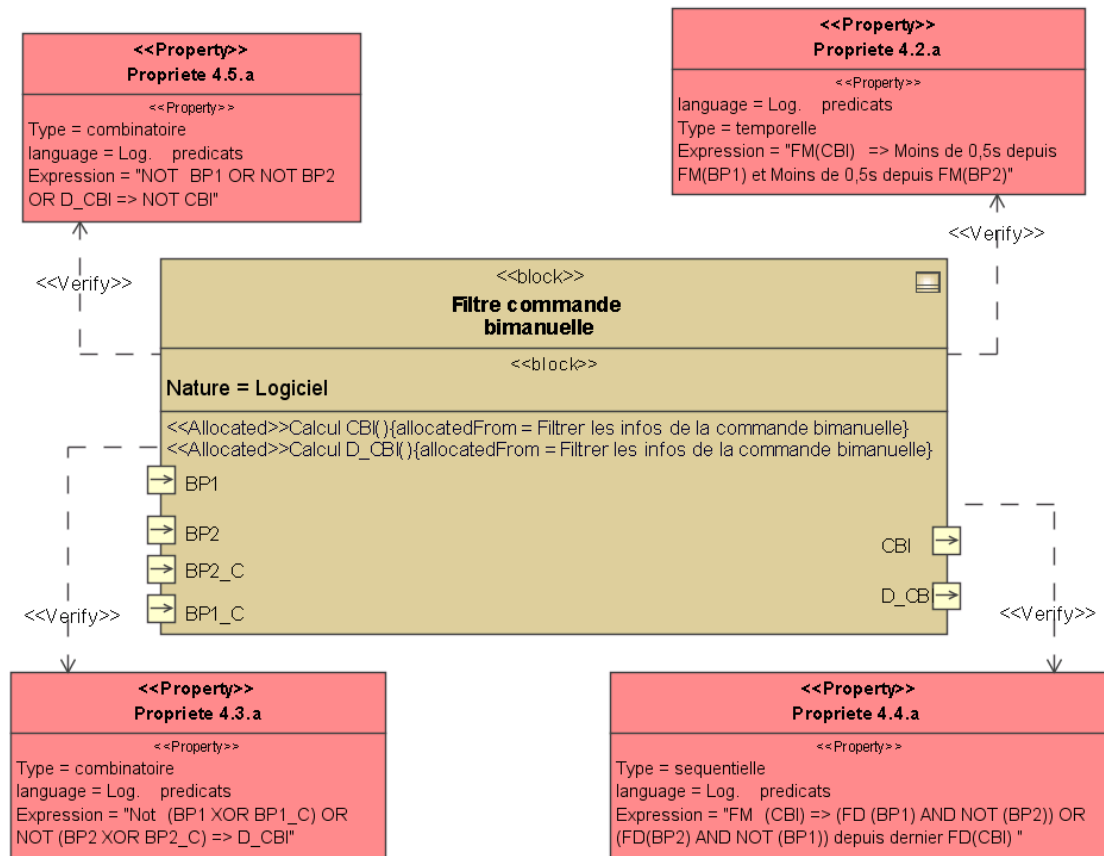 <<Property>>
Propriete 4.5.a
<<Property>>
Type = combinatoire
language = Log. predicats
Expression = "NOT BP1 OR NOT BP2
OR D_CBI => NOT CBI"
<<Property>>
Propriete 4.2.a
<<Property>>
language = Log. predicats
Type = temporelle
Expression = "FM(CBI) => Moins de 0,5s depuis
FM(BP1) et Moins de 0,5s depuis FM(BP2)"
<<Verify>>
<<Verify>>
<<block>>
Filtre commande
bimanuelle
<<block>>
Nature = Logiciel
<<Allocated>>Calcul CBI(){allocatedFrom = Filtrer les infos de la commande bimanuelle}
<<Allocated>>Calcul D_CBI(){allocatedFrom = Filtrer les infos de la commande bimanuelle}
BP1
BP2
BP2_C
BP1_C
CBI
D_CBI
<<Verify>>
<<Verify>>
<<Property>>
Propriete 4.3.a
<<Property>>
Type = combinatoire
language = Log. predicats
Expression = "Not (BP1 XOR BP1_C) OR
NOT (BP2 XOR BP2_C) => D_CBI"
<<Property>>
Propriete 4.4.a
<<Property>>
Type = sequentielle
language = Log. predicats
Expression = "FM (CBI) => (FD (BP1) AND NOT (BP2)) OR
(FD(BP2) AND NOT (BP1)) depuis dernier FD(CBI) "